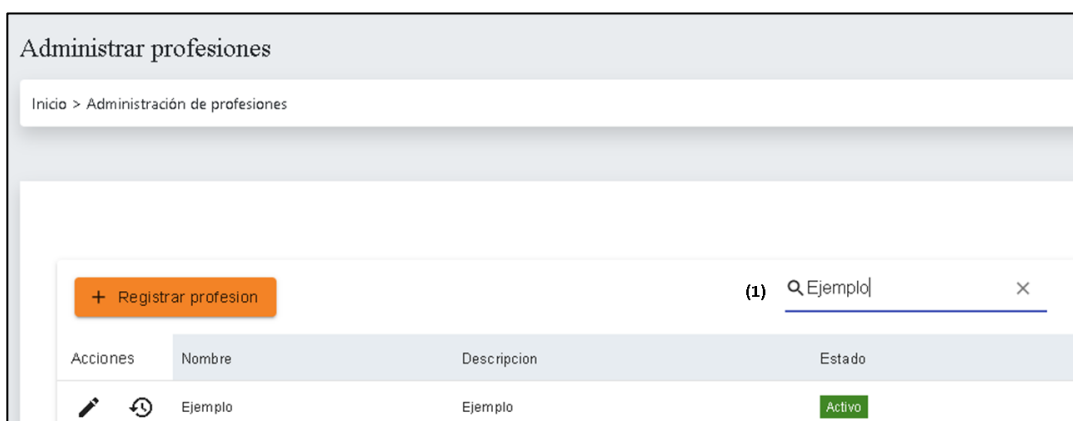 Administrar profesiones
Inicio > Administración de profesiones
+ Registrar profesion
(1) Ejemplo
Acciones Nombre Descripcion Estado
Ejemplo Ejemplo Activo